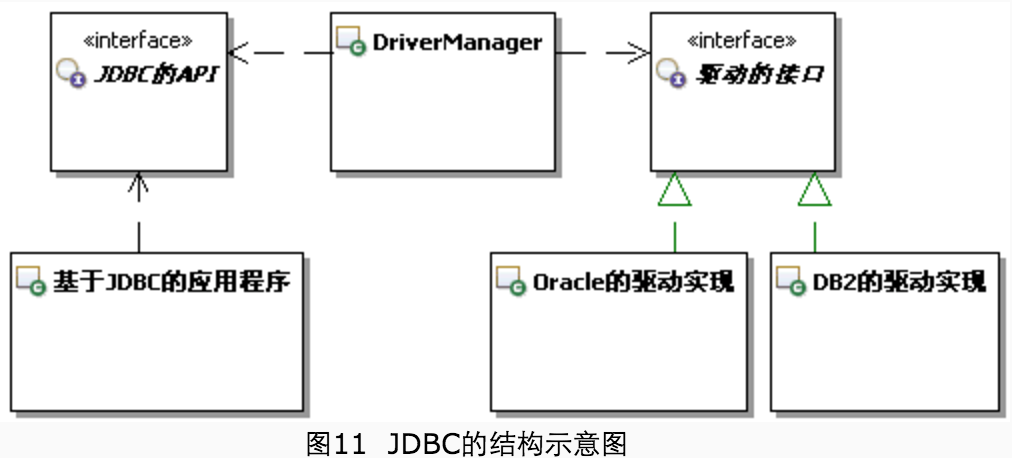 «interface»
JDBC的API
DriverManager
«interface»
驱动的接口
基于JDBC的应用程序
Oracle的驱动实现
DB2的驱动实现
图11 JDBC的结构示意图